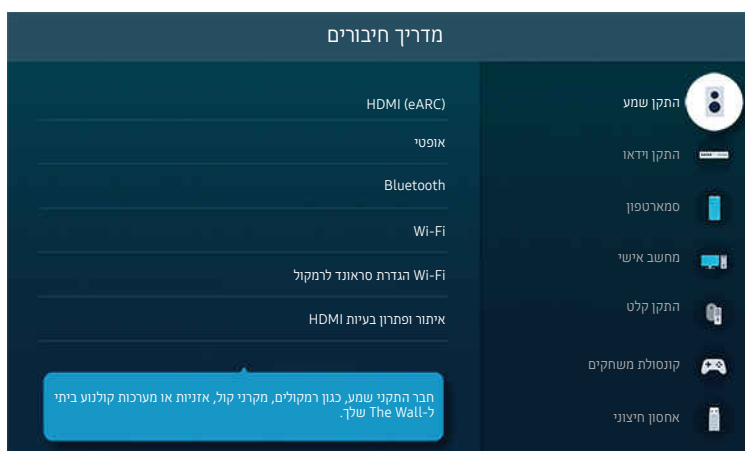 מדריך חיבורים
התקן שמע
התקן וידאו
סמארטפון
מחשב אישי
התקן קלט
קונסולת משחקים
אחסון חיצוני
HDMI (eARC)
אופטי
Bluetooth
Wi-Fi
Wi-Fi הגדרת סראונד לרמקול
איתור ופתרון בעיות HDMI
חבר התקני שמע, כגון רמקולים, מקרני קול, אזניות או מערכות קולנוע ביתי
ל-The Wall שלך.